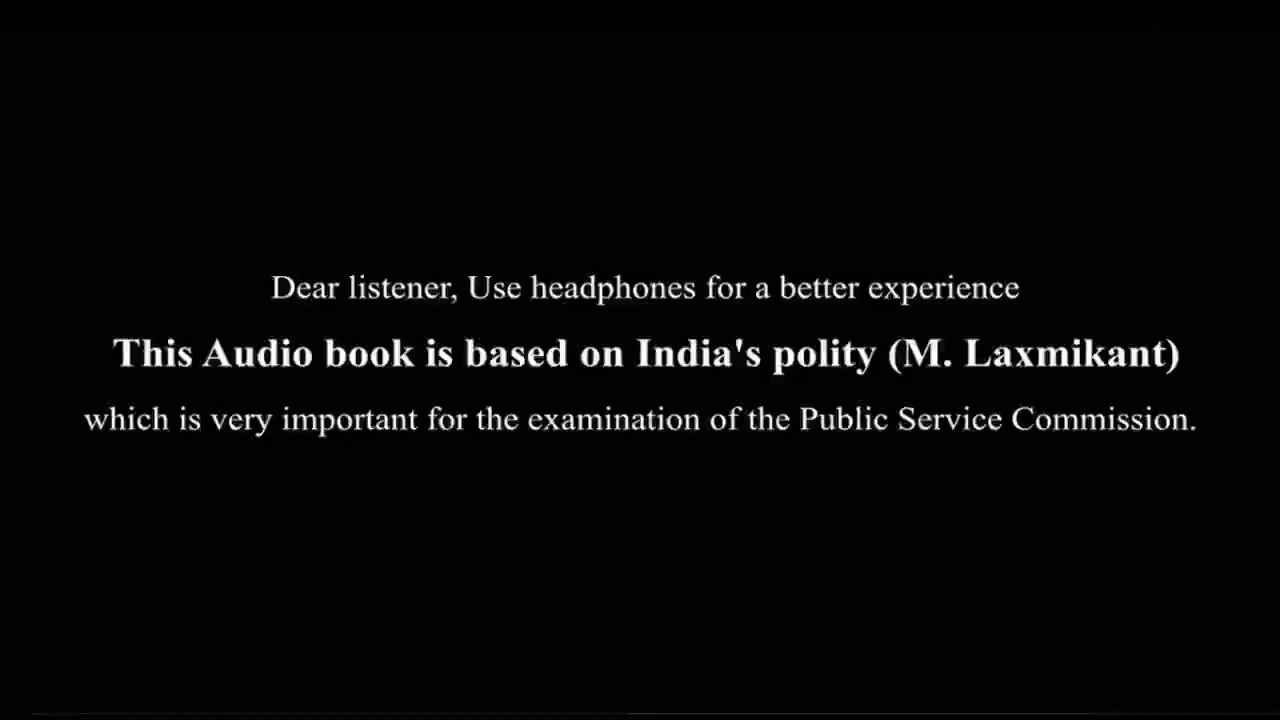 Dear listener, Use headphones for a better experience
This Audio book is based on India's polity (M. Laxmikant)
which is very important for the examination of the Public Service Commission.